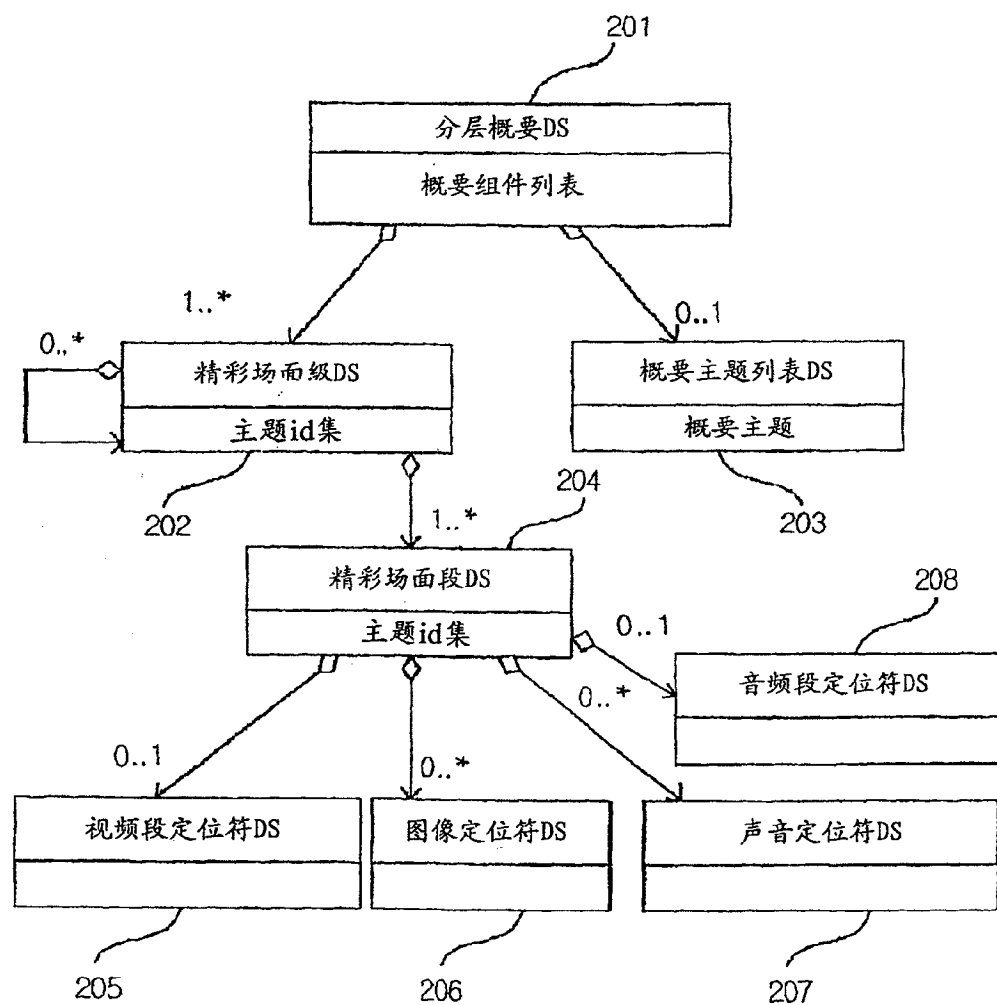 201
分层概要DS
概要组件列表
1..*
0..1
0..*
精彩场面级DS
主题id集
概要主题列表DS
概要主题
202
203
204
1..*
精彩场面段DS
主题id集
208
0..1
音频段定位符DS
0..*
0..1
0..*
视频段定位符DS
图像定位符DS
声音定位符DS
205
206
207